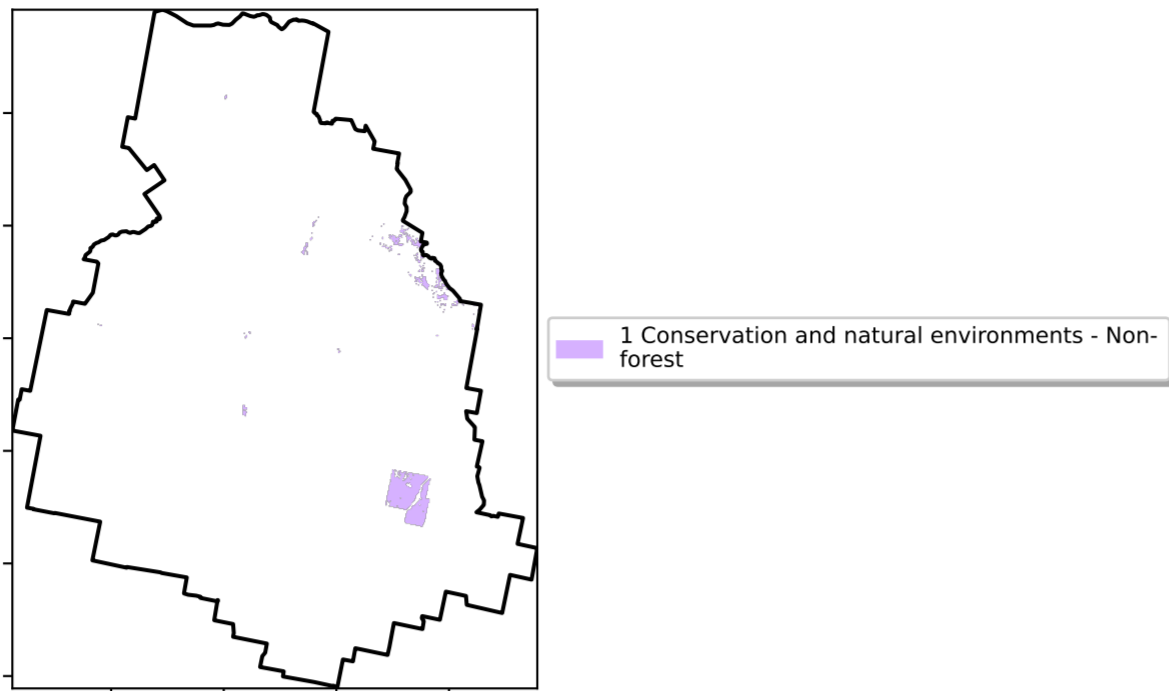 1 Conservation and natural environments - Non-
forest